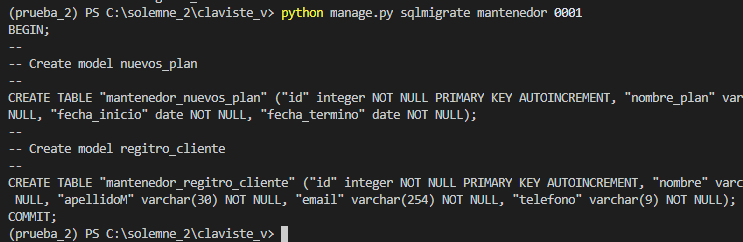 (prueba_2) PS C:\solemne_2\claviste_v> python manage.py sqlmigrate mantenedor 0001
BEGIN;
--
-- Create model nuevos_plan
--
CREATE TABLE "mantenedor_nuevos_plan" ("id" integer NOT NULL PRIMARY KEY AUTOINCREMENT, "nombre_plan" var
NULL, "fecha_inicio" date NOT NULL, "fecha_termino" date NOT NULL);
--
-- Create model regitro_cliente
--
CREATE TABLE "mantenedor_regitro_cliente" ("id" integer NOT NULL PRIMARY KEY AUTOINCREMENT, "nombre" varc
NULL, "apellidoM" varchar(30) NOT NULL, "email" varchar(254) NOT NULL, "telefono" varchar(9) NOT NULL);
COMMIT;
(prueba_2) PS C:\solemne_2\claviste_v>